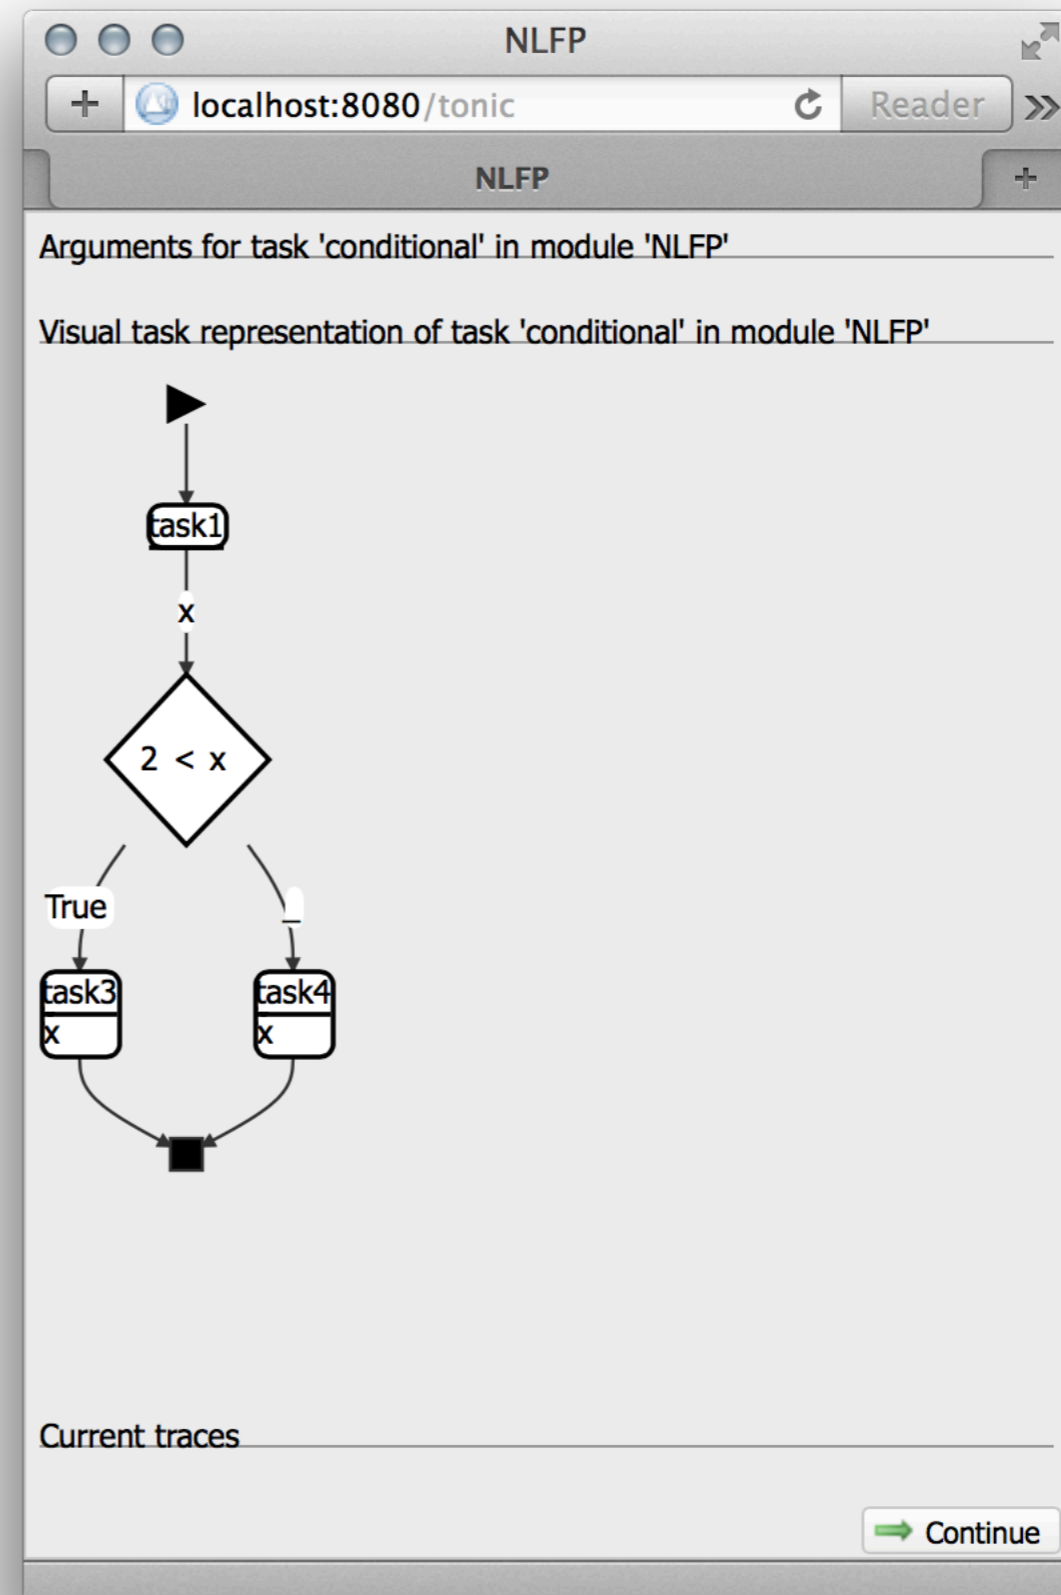 NLFP
+ localhost:8080/tonic Reader »
NLFP +
Arguments for task 'conditional' in module 'NLFP'
Visual task representation of task 'conditional' in module 'NLFP'
task1
x
2 < x
True _
task3 task4
x x
Current traces
Continue